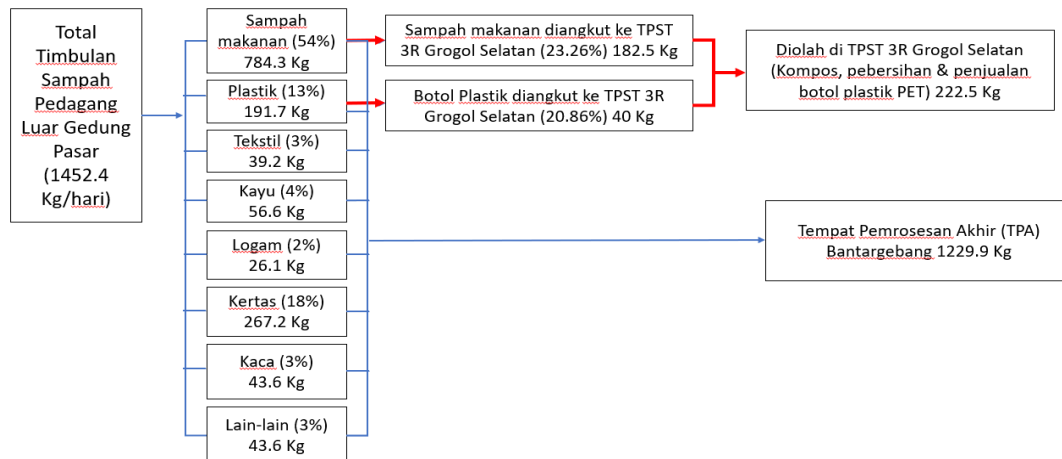 Total
Timbulan
Sampah
Pedagang
Luar Gedung
Pasar
(1452.4
Kg/hari)
Sampah
makanan (54%)
784.3 Kg
Plastik (13%)
191.7 Kg
Tekstil (3%)
39.2 Kg
Kayu (4%)
56.6 Kg
Logam (2%)
26.1 Kg
Kertas (18%)
267.2 Kg
Kaca (3%)
43.6 Kg
Lain-lain (3%)
43.6 Kg
Sampah makanan diangkut ke TPST
3R Grogol Selatan (23.26%) 182.5 Kg
Botol Plastik diangkut ke TPST 3R
Grogol Selatan (20.86%) 40 Kg
Diolah di TPST 3R Grogol Selatan
(Kompos, pebersihan & penjualan
botol plastik PET) 222.5 Kg
Tempat Pemrosesan Akhir (TPA)
Bantargebang 1229.9 Kg